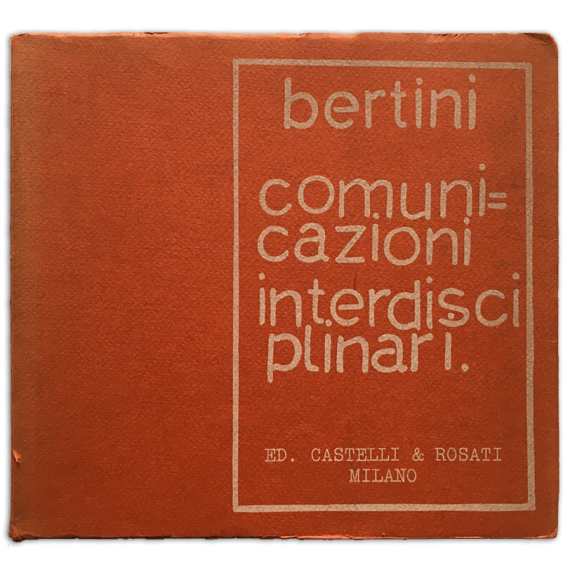 bertini
comuni=
cazioni
interdisci
plinari.
ED. CASTELLI & ROSATI
MILANO